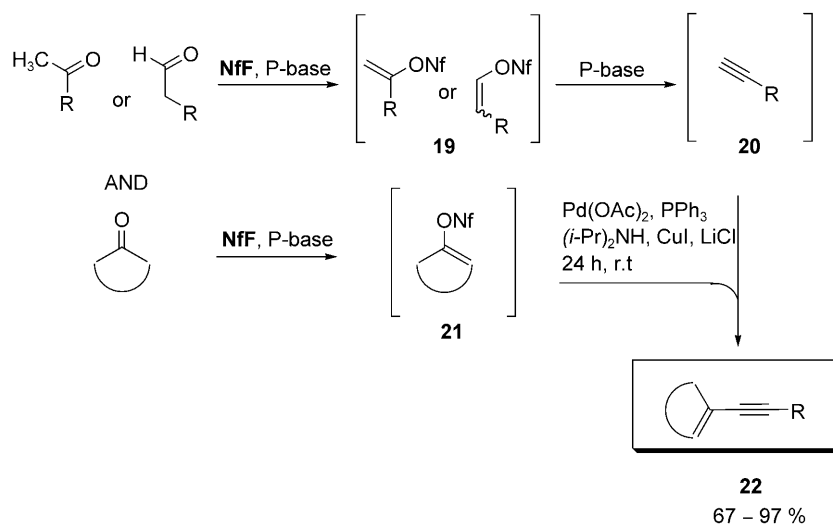 H₃C O H O
NfF, P-base
ONf
ONf
P-base
R or R
R or R
R
19
20
AND
O
NfF, P-base
ONf
Pd(OAc)₂, PPh₃
(i-Pr)₂NH, CuI, LiCl
24 h, r.t
21
R
22
67 – 97 %